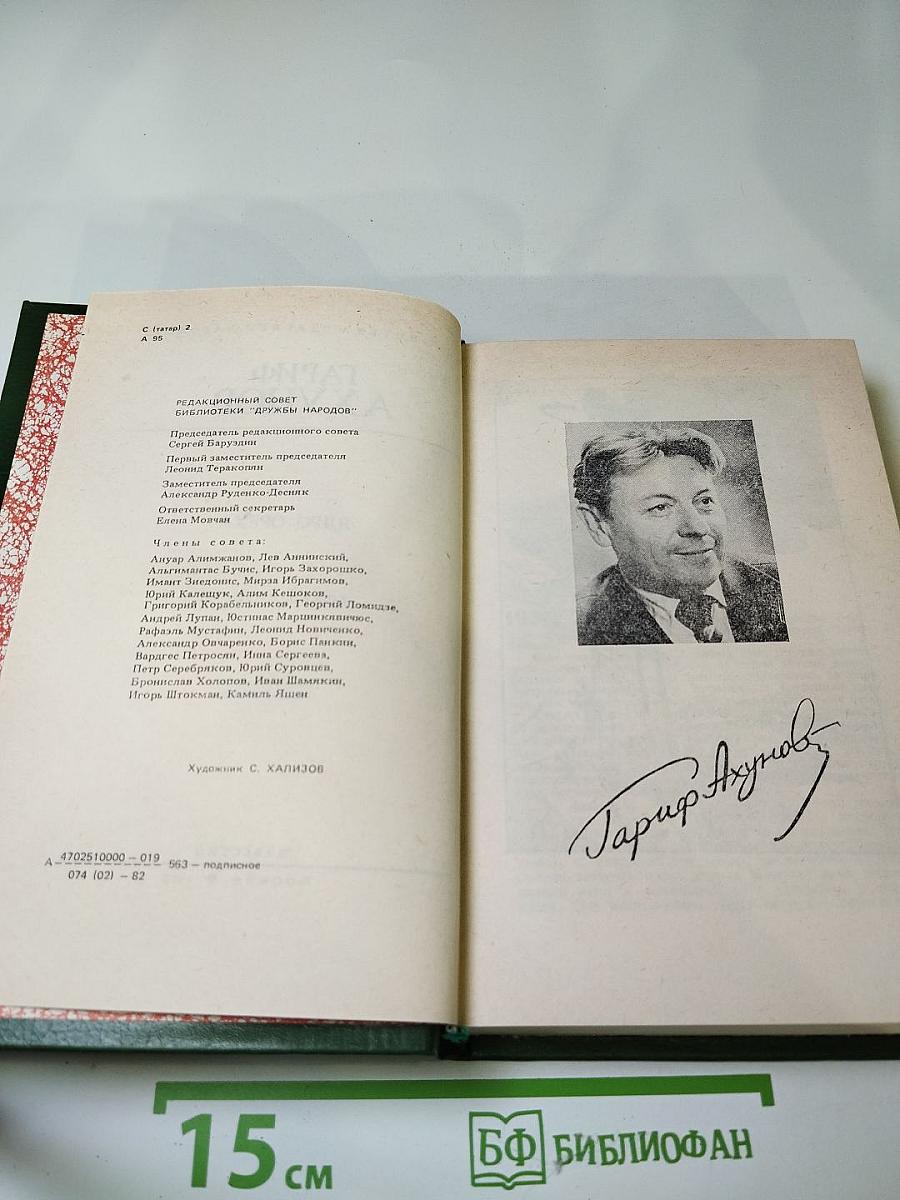 С (татар) 2
А 95
РЕДАКЦИОННЫЙ СОВЕТ
БИБЛИОТЕКИ "ДРУЖБЫ НАРОДОВ"
Председатель редакционного совета
Сергей Баруздин
Первый заместитель председателя
Леонид Теракопян
Заместитель председателя
Александр Руденко-Десняк
Ответственный секретарь
Елена Мовчан
Члены совета:
Ануар Алимжанов, Лев Аннинский,
Альгимантас Бучис, Игорь Захорошко,
Имант Зиедонис, Мирза Ибрагимов,
Юрий Калещук, Алим Кешоков,
Григорий Корабельников, Георгий Ломидзе,
Андрей Лупан, Юстинас Марцинкявичюс,
Рафаэль Мустафин, Леонид Новиченко,
Александр Овчаренко, Борис Панкин,
Вардгес Петросян, Инна Сергеева,
Петр Серебряков, Юрий Суровцев,
Бронислав Холопов, Иван Шамякин,
Игорь Штокман, Камиль Яшен
Художник С. ХАЛИЗОВ
А 4702510000 – 019 563 – подписное
074 (02) – 82
Гариф Ахунов
15 см
БФ БИБЛИОФАН